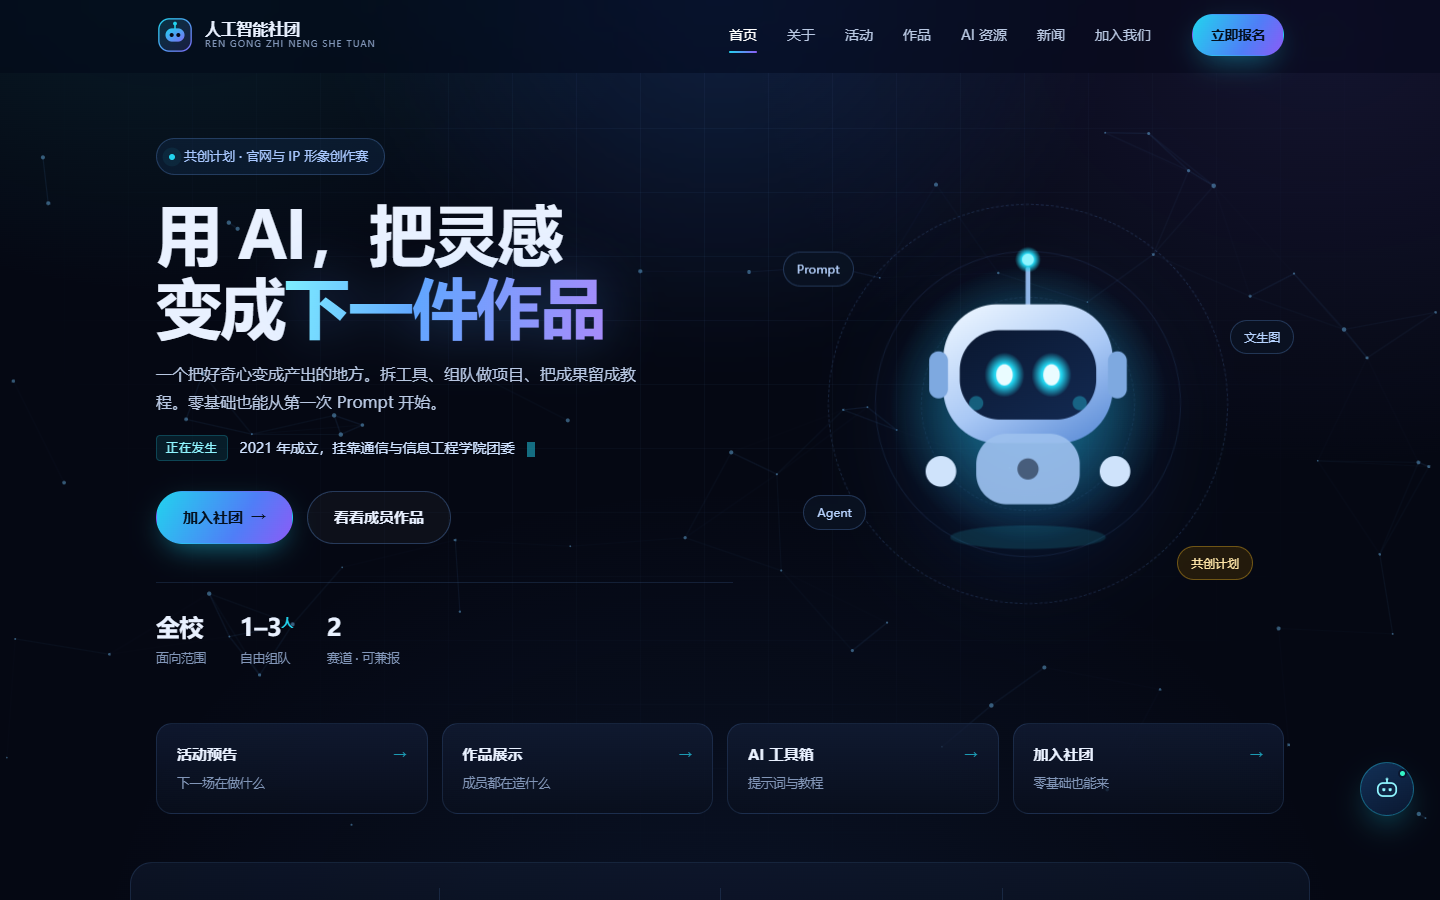 人工智能社团
REN GONG ZHI NENG SHE TUAN
首页
关于
活动
作品
AI 资源
新闻
加入我们
立即报名
共创计划 · 官网与 IP 形象创作赛
用 AI，把灵感
变成下一件作品
一个把好奇心变成产出的地方。拆工具、组队做项目、把成果留成教
程。零基础也能从第一次 Prompt 开始。
正在发生
2021 年成立，挂靠通信与信息工程学院团委
加入社团 →
看看成员作品
Prompt
文生图
Agent
共创计划
全校
面向范围
1–3人
自由组队
2
赛道 · 可兼报
活动预告 →
下一场在做什么
作品展示 →
成员都在造什么
AI 工具箱 →
提示词与教程
加入社团 →
零基础也能来